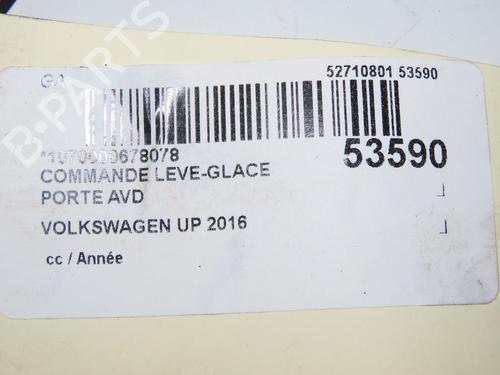 GA
52710801 53590
*1070000678078
53590
COMMANDE LEVE-GLACE
PORTE AVD
VOLKSWAGEN UP 2016
cc / Année
B-PARTS